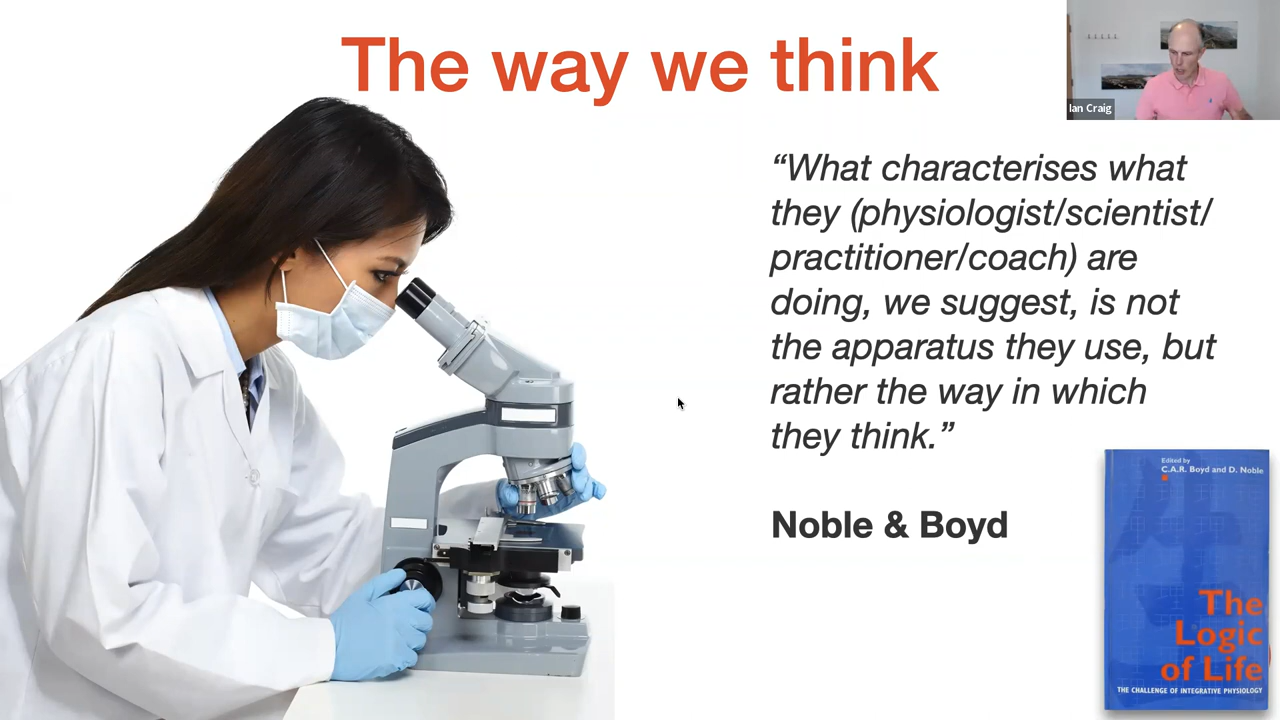 The way we think
Ian Craig
“What characterises what
they (physiologist/scientist/
practitioner/coach) are
doing, we suggest, is not
the apparatus they use, but
rather the way in which
they think.”
Noble & Boyd
Edited by
C.A.R. Boyd and D. Noble
The
Logic
of Life
THE CHALLENGE OF INTEGRATIVE PHYSIOLOGY